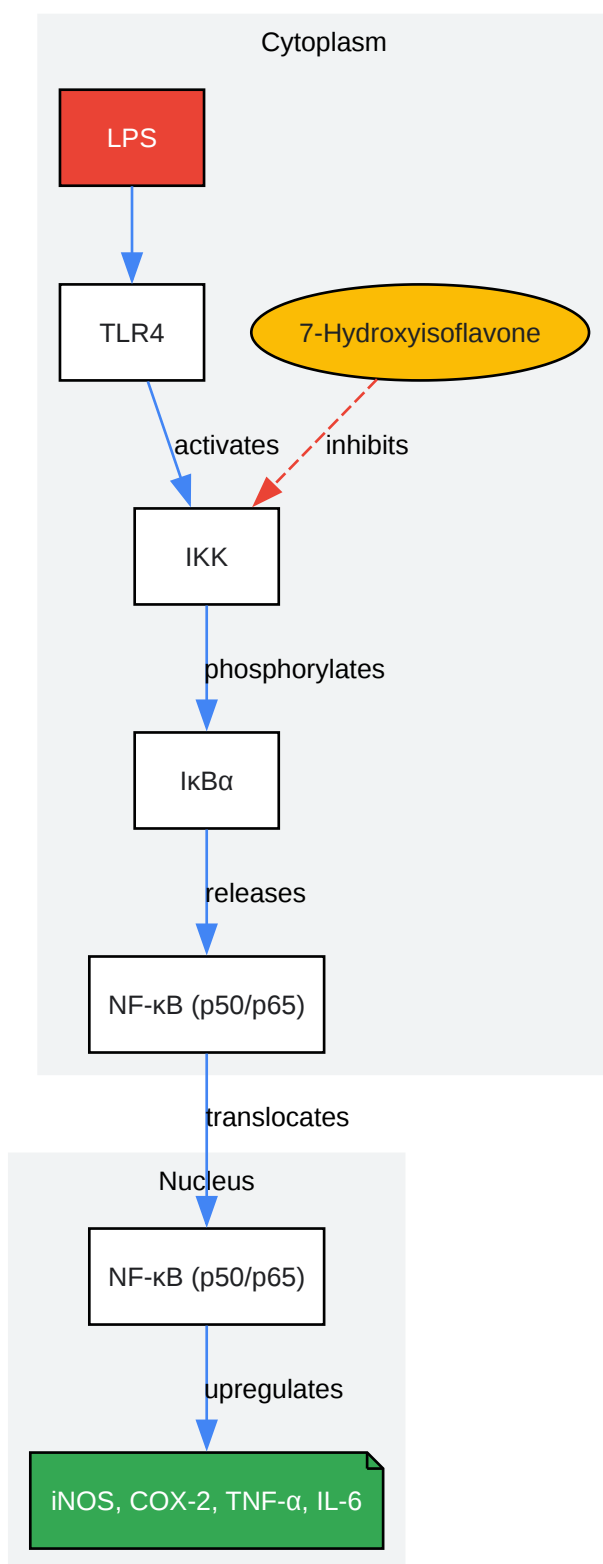 Cytoplasm
LPS
TLR4
7-Hydroxyisoflavone
activates
inhibits
IKK
phosphorylates
IκBα
releases
NF-κB (p50/p65)
translocates
Nucleus
NF-κB (p50/p65)
upregulates
iNOS, COX-2, TNF-α, IL-6